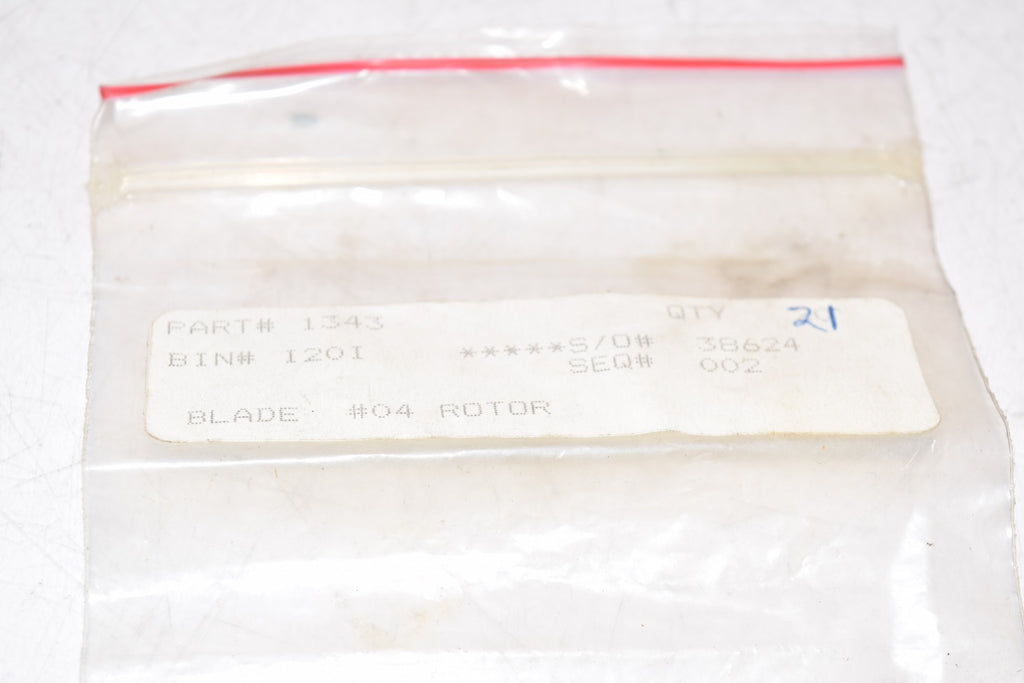 PART# 1343 QTY 21
BIN# I20I *****S/O# 38624
SEQ# 002
BLADE #04 ROTOR